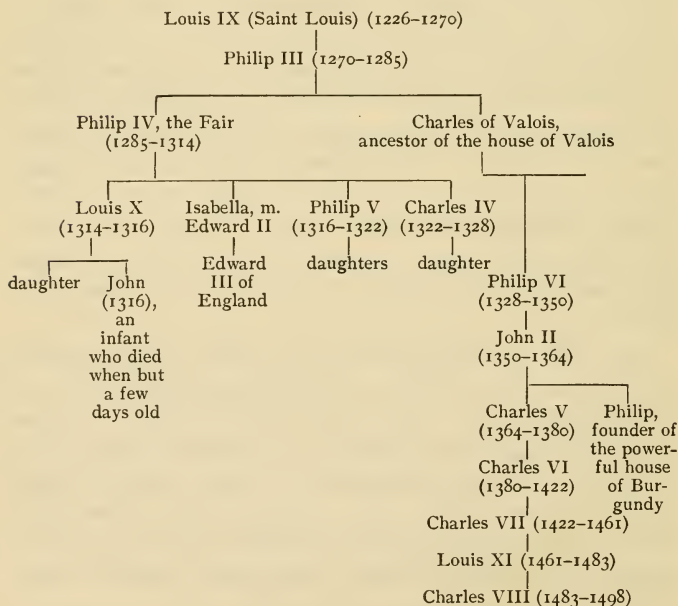 Louis IX (Saint Louis) (1226–1270)
Philip III (1270–1285)
Philip IV, the Fair
(1285–1314)
Charles of Valois,
ancestor of the house of Valois
Louis X
(1314–1316)
Isabella, m.
Edward II
Philip V
(1316–1322)
Charles IV
(1322–1328)
daughter
John
(1316),
an
infant
who died
when but
a few
days old
Edward
III of
England
daughters
daughter
Philip VI
(1328–1350)
John II
(1350–1364)
Charles V
(1364–1380)
Philip,
founder of
the power-
ful house
of Bur-
gundy
Charles VI
(1380–1422)
Charles VII (1422–1461)
Louis XI (1461–1483)
Charles VIII (1483–1498)